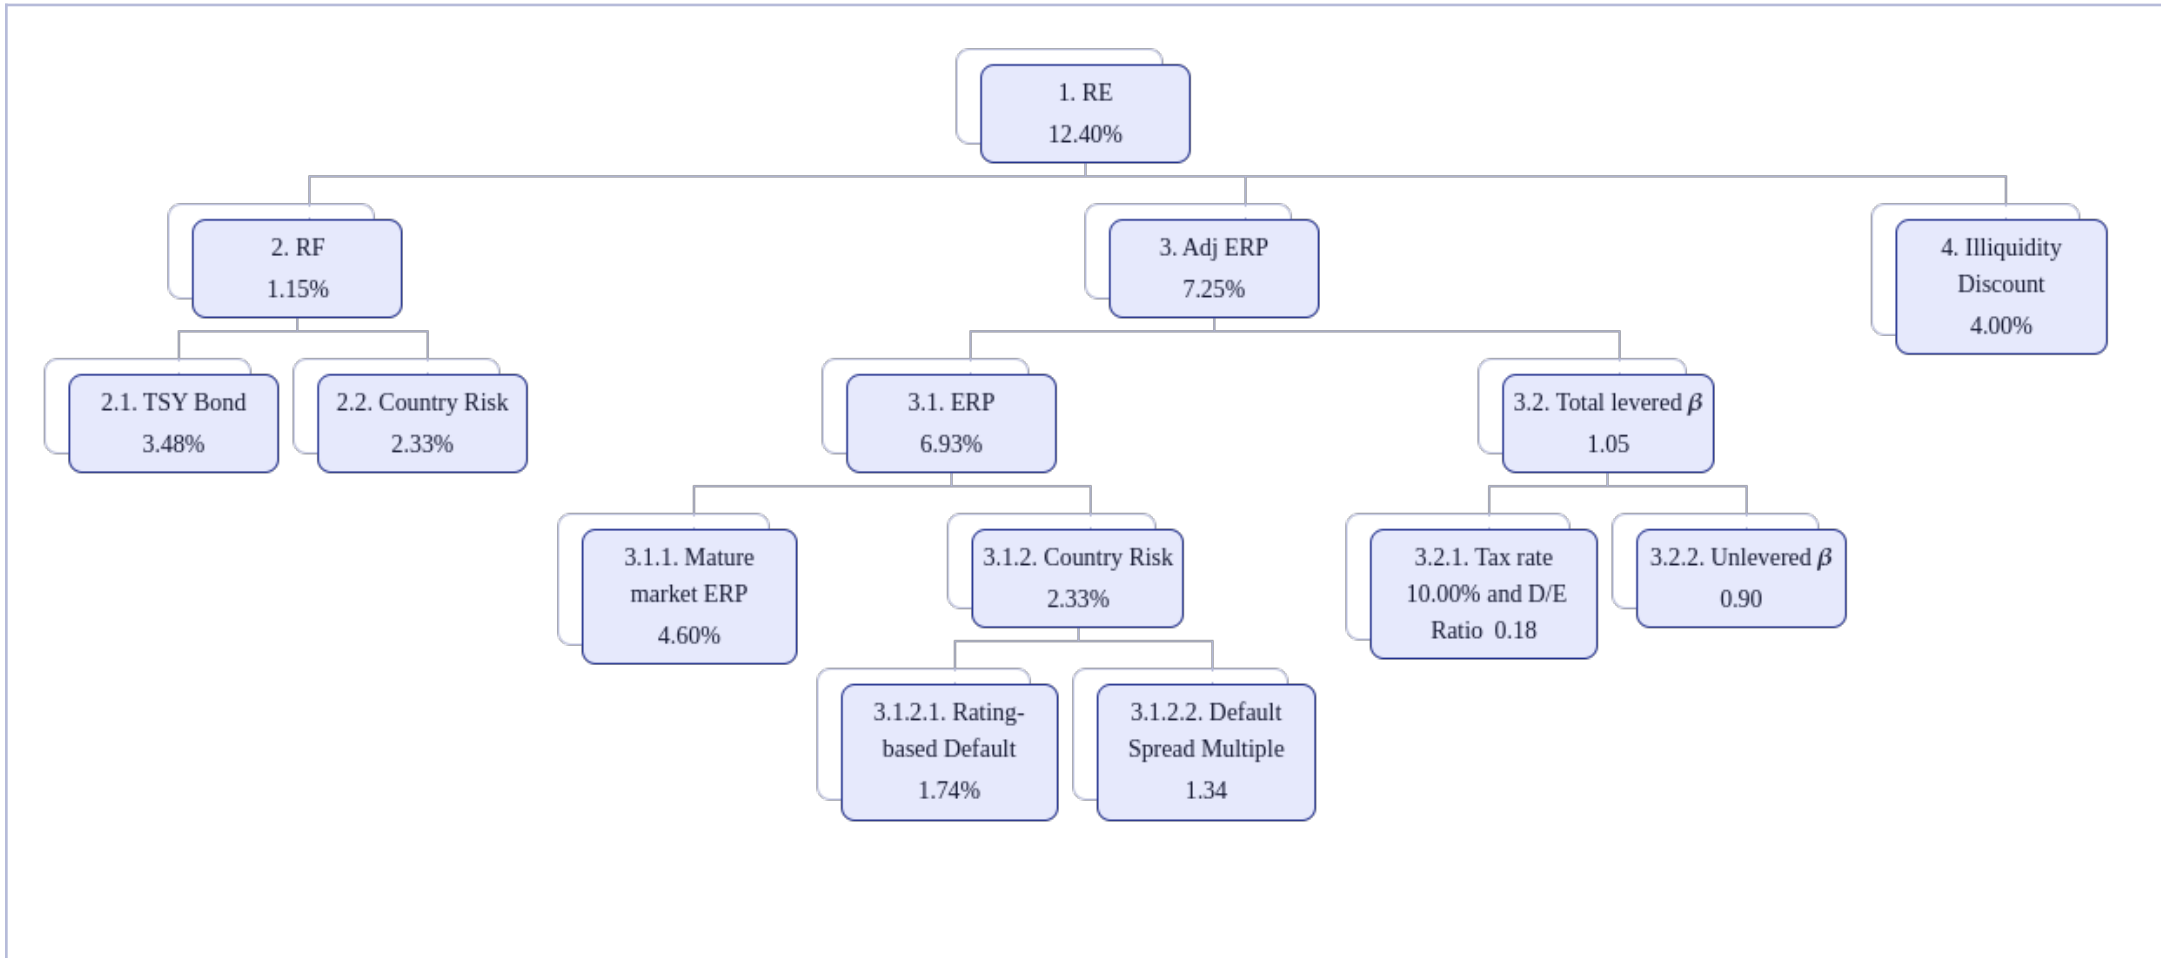 1. RE
12.40%
2. RF
1.15%
3. Adj ERP
7.25%
4. Illiquidity
Discount
4.00%
2.1. TSY Bond
3.48%
2.2. Country Risk
2.33%
3.1. ERP
6.93%
3.2. Total levered β
1.05
3.1.1. Mature
market ERP
4.60%
3.1.2. Country Risk
2.33%
3.2.1. Tax rate
10.00% and D/E
Ratio  0.18
3.2.2. Unlevered β
0.90
3.1.2.1. Rating-
based Default
1.74%
3.1.2.2. Default
Spread Multiple
1.34